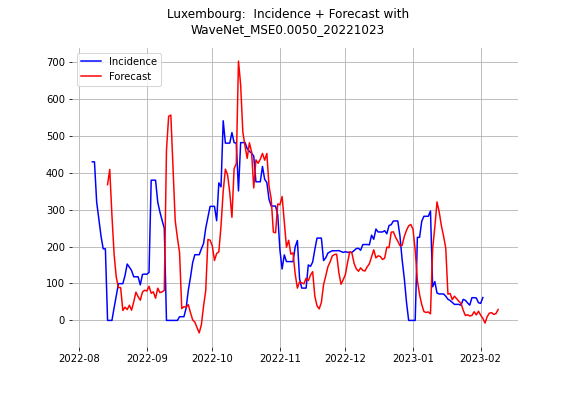 Luxembourg:  Incidence + Forecast with
WaveNet_MSE0.0050_20221023
Incidence
Forecast
700
600
500
400
300
200
100
0
2022-08 2022-09 2022-10 2022-11 2022-12 2023-01 2023-02